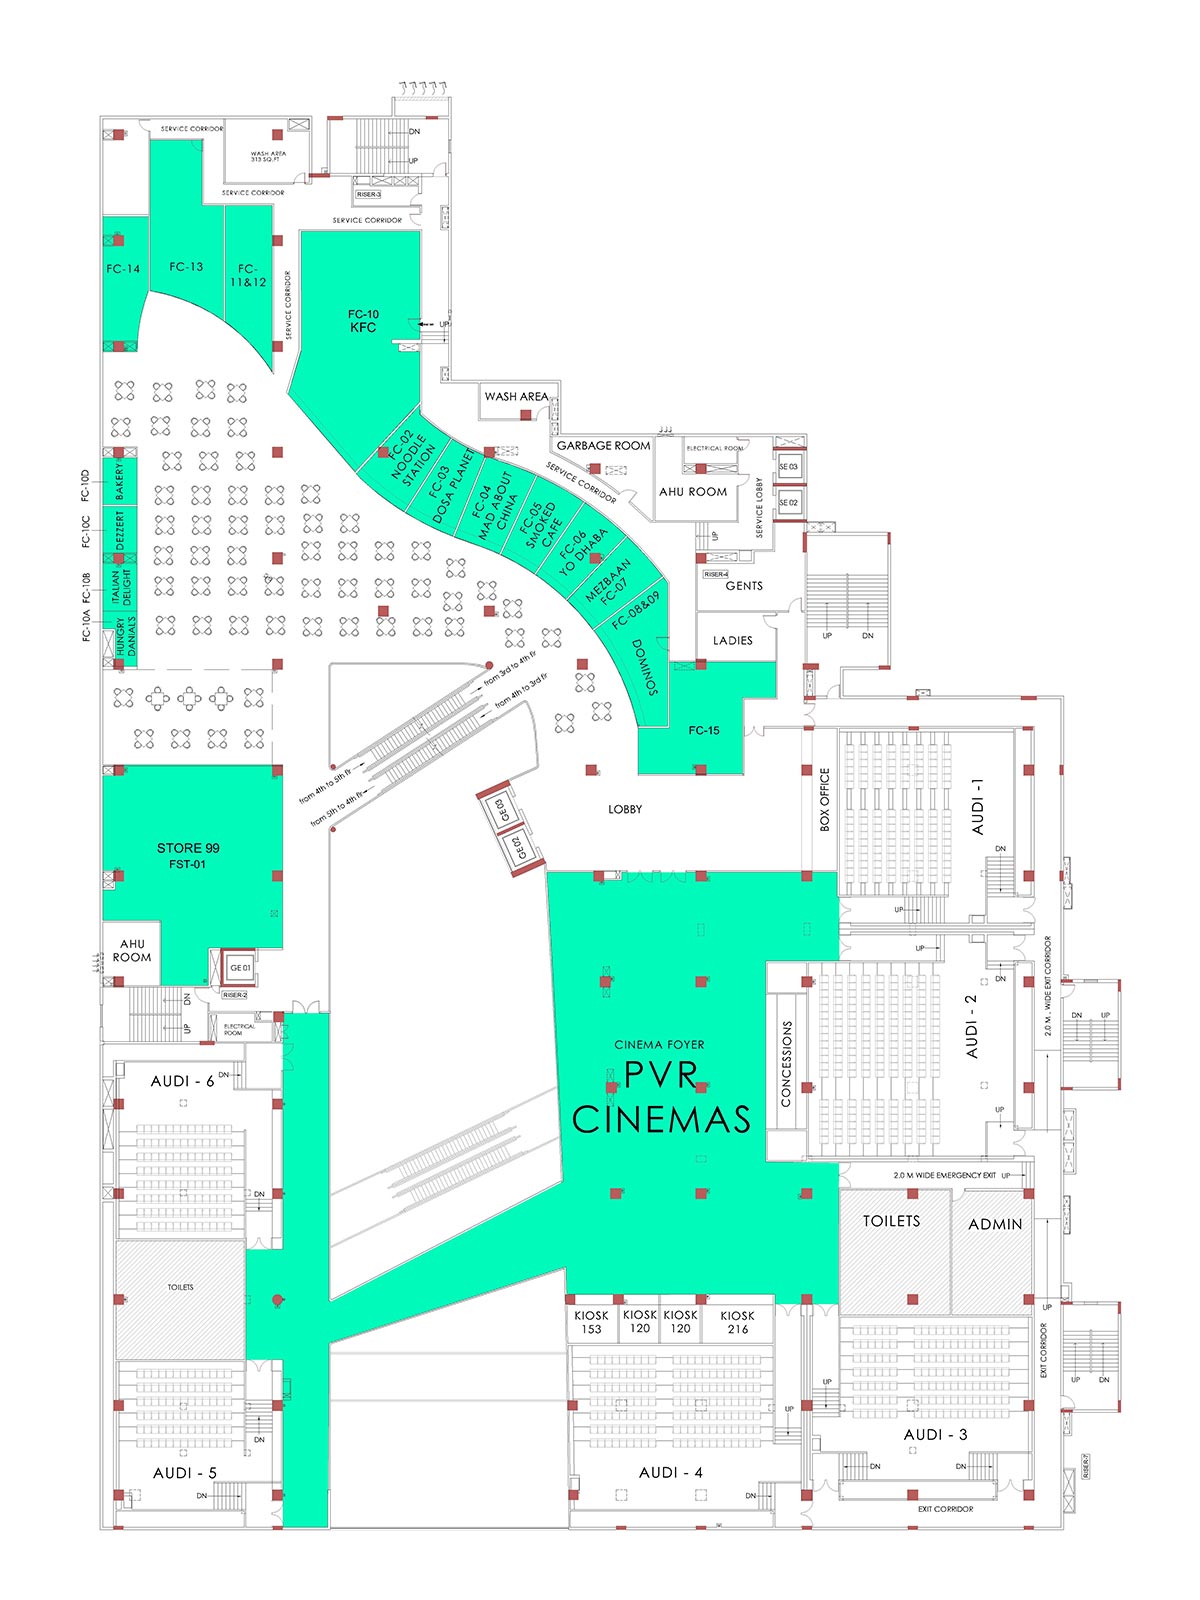 SERVICE CORRIDOR
WASH AREA
313 SQ.FT
DN
UP
RISER-3
SERVICE CORRIDOR
SERVICE CORRIDOR
FC-14
FC-13
FC-
11&12
SERVICE CORRIDOR
FC-10
KFC
UP
WASH AREA
GARBAGE ROOM
ELECTRICAL ROOM
SERVICE CORRIDOR
AHU ROOM
SERVICE LOBBY
SE 03
SE 02
UP
FC-02
NOODLE
STATION
FC-03
DOSA PLANET
FC-04
MAD ABOUT
CHINA
FC-05
SMOKED
CAFE
FC-06
YO DHABA
MEZBAAN
FC-07
FC-08&09
DOMINOS
FC-10D
BAKERY
FC-10C
DEZZERT
FC-10B
ITALIAN
DELIGHT
FC-10A
HUNGRY
DANIAL'S
RISER-4
GENTS
LADIES
UP
DN
FC-15
from 3rd to 4th flr
from 4th to 3rd flr
from 4th to 5th flr
from 5th to 4th flr
GE03
GE02
LOBBY
BOX OFFICE
AUDI -1
DN
UP
STORE 99
FST-01
AHU
ROOM
GE 01
RISER-2
DN
UP
ELECTRICAL
ROOM
UP
DN
AUDI - 2
UP
2.0 M . WIDE EXIT CORRIDOR
DN
UP
CONCESSIONS
CINEMA FOYER
PVR
CINEMAS
2.0 M WIDE EMERGENCY EXIT
UP
AUDI - 6
DN
DN
TOILETS
TOILETS
ADMIN
UP
EXIT CORRIDOR
UP
DN
KIOSK
153
KIOSK
120
KIOSK
120
KIOSK
216
UP
UP
AUDI - 3
DN
DN
EXIT CORRIDOR
RISER-7
AUDI - 4
DN
DN
AUDI - 5
DN